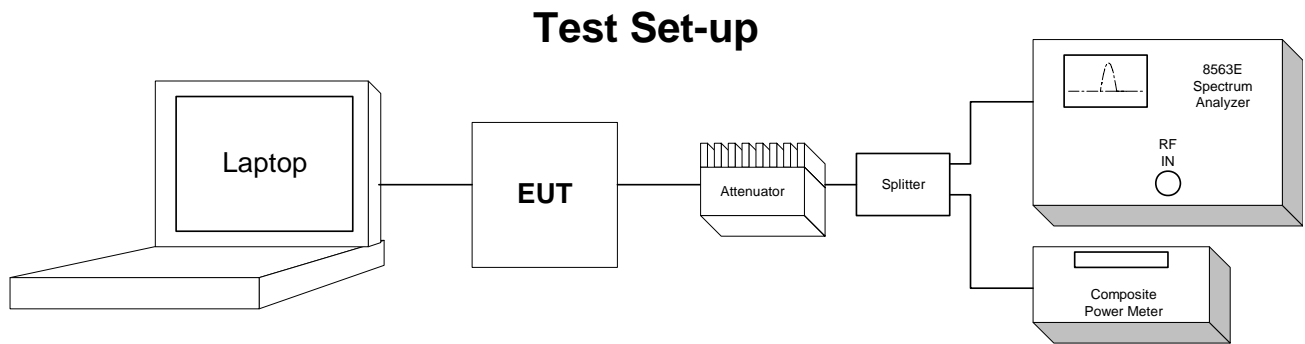 Test Set-up
Laptop
EUT
Attenuator
Splitter
8563E
Spectrum
Analyzer
RF
IN
Composite
Power Meter